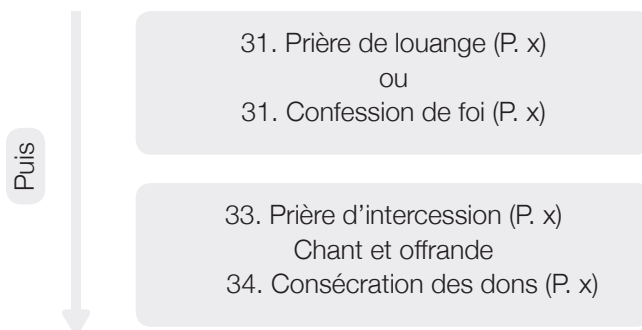 Puis
31. Prière de louange (P. x)
ou
31. Confession de foi (P. x)
33. Prière d’intercession (P. x)
Chant et offrande
34. Consécration des dons (P. x)